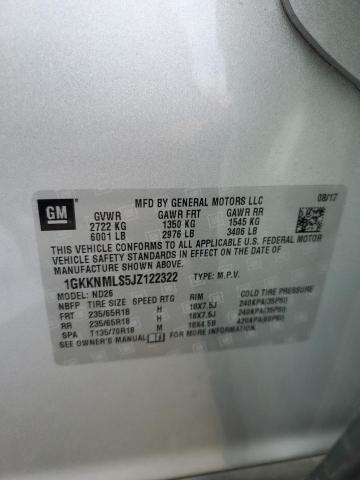 GM
MFD BY GENERAL MOTORS LLC 08/17
GVWR GAWR FRT GAWR RR
2722 KG 1350 KG 1545 KG
6001 LB 2976 LB 3406 LB
THIS VEHICLE CONFORMS TO ALL APPLICABLE U.S. FEDERAL MOTOR
VEHICLE SAFETY STANDARDS IN EFFECT ON THE DATE OF
MANUFACTURE SHOWN ABOVE.
1GKKNMLS5JZ122322 TYPE: M.P.V.
MODEL: ND26
NBFP TIRE SIZE SPEED RTG RIM COLD TIRE PRESSURE
FRT 235/65R18 H 18X7.5J 240KPA(35PSI)
RR 235/65R18 H 18X7.5J 240KPA(35PSI)
SPA T135/70R18 M 18X4.5B 420KPA(60PSI)
SEE OWNER'S MANUAL FOR ADDITIONAL INFORMATION.